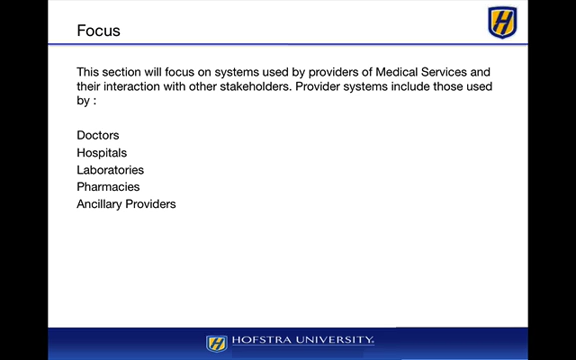 Focus
This section will focus on systems used by providers of Medical Services and
their interaction with other stakeholders. Provider systems include those used
by :
Doctors
Hospitals
Laboratories
Pharmacies
Ancillary Providers
HOFSTRA UNIVERSITY